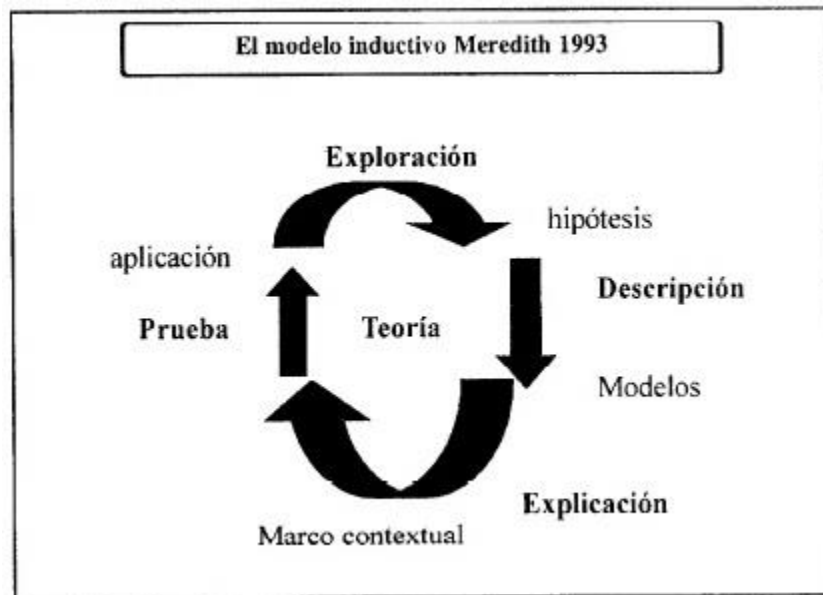 El modelo inductivo Meredith 1993
Exploración
hipótesis
aplicación
Descripción
Prueba
Teoría
Modelos
Explicación
Marco contextual